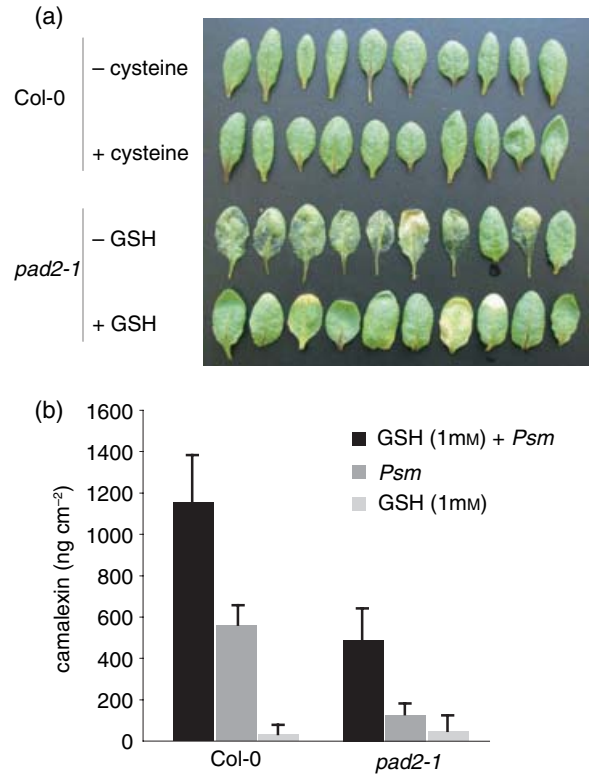 (a)
Col-0
– cysteine
+ cysteine
pad2-1
– GSH
+ GSH
(b)
camalexin (ng cm⁻²)
1600
1400
1200
1000
800
600
400
200
0
GSH (1mM) + Psm
Psm
GSH (1mM)
Col-0
pad2-1